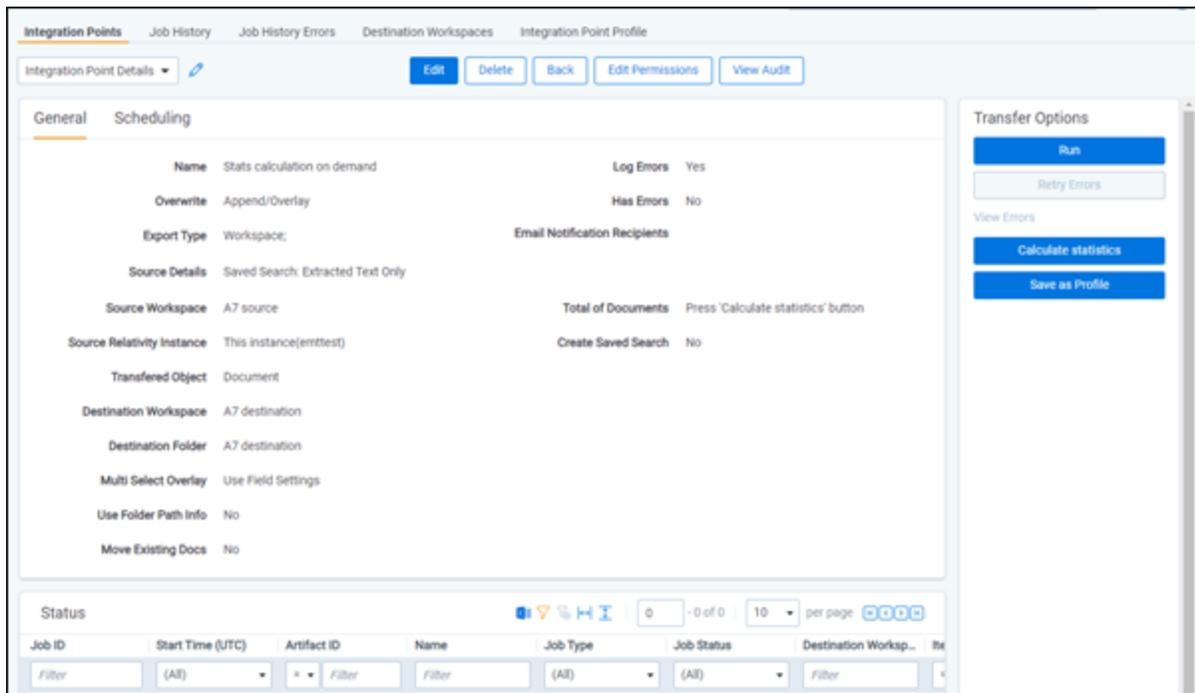 Integration Points Job History Job History Errors Destination Workspaces Integration Point Profile
Integration Point Details Edit Delete Back Edit Permissions View Audit
General Scheduling
Name Stats calculation on demand Log Errors Yes
Overwrite Append/Overlay Has Errors No
Export Type Workspace; Email Notification Recipients
Source Details Saved Search: Extracted Text Only
Source Workspace A7 source Total of Documents Press 'Calculate statistics' button
Source Relativity Instance This instance(emttest) Create Saved Search No
Transfered Object Document
Destination Workspace A7 destination
Destination Folder A7 destination
Multi Select Overlay Use Field Settings
Use Folder Path Info No
Move Existing Docs No
Transfer Options
Run
Retry Errors
View Errors
Calculate statistics
Save as Profile
Status 0 - 0 of 0 10 per page
Job ID Start Time (UTC) Artifact ID Name Job Type Job Status Destination Worksp... Ite
Filter (All) = Filter Filter (All) (All) Filter =